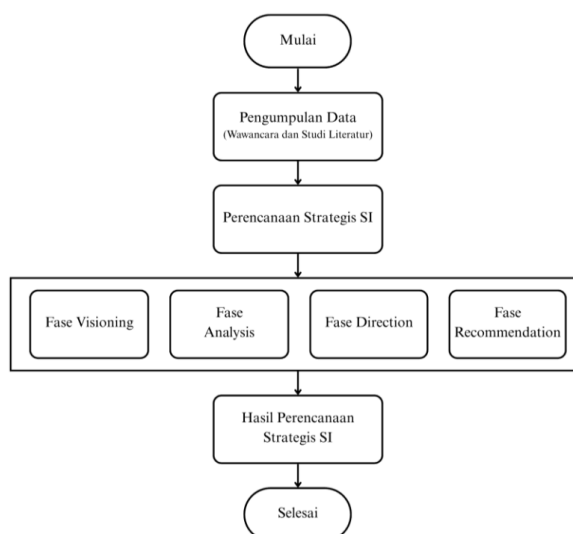 Mulai
Pengumpulan Data
(Wawancara dan Studi Literatur)
Perencanaan Strategis SI
Fase Visioning
Fase
Analysis
Fase Direction
Fase
Recommendation
Hasil Perencanaan
Strategis SI
Selesai